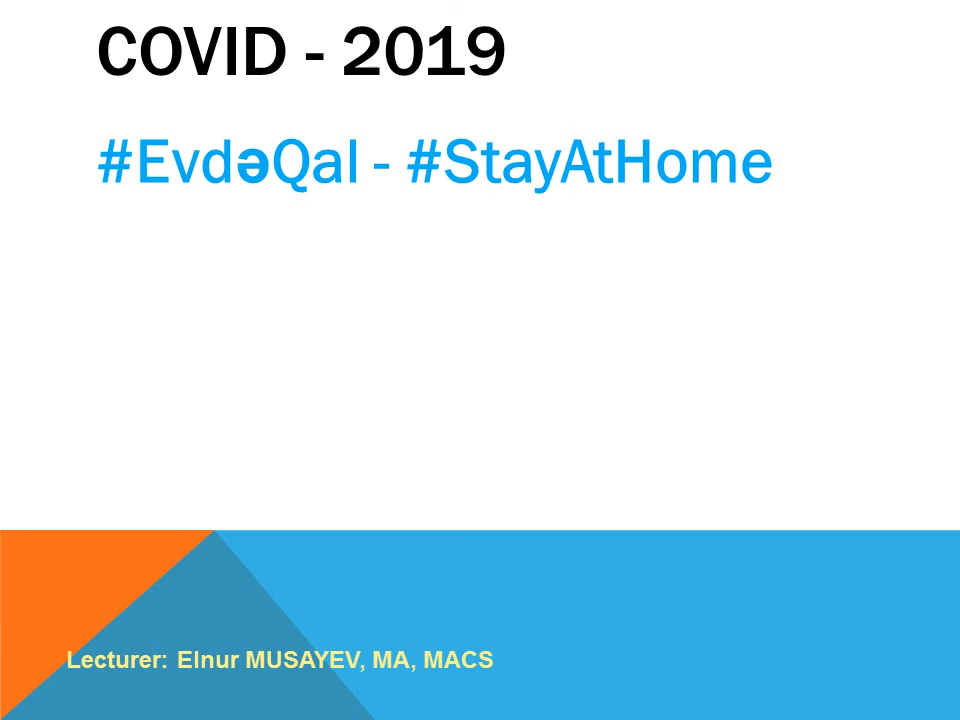 COVID - 2019
#EvdəQal - #StayAtHome
Lecturer: Elnur MUSAYEV, MA, MACS